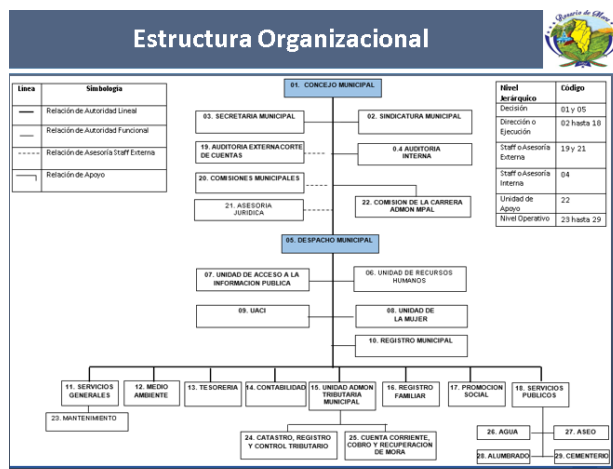 Estructura Organizacional
Rosario de Mora
Línea Simbología
Relación de Autoridad Lineal
Relación de Autoridad Funcional
Relación de Asesoría Staff Externa
Relación de Apoyo
Nivel Jerárquico Código
Decisión 01 y 05
Dirección o Ejecución 02 hasta 18
Staff o Asesoría Externa 19 y 21
Staff o Asesoría Interna 04
Unidad de Apoyo 22
Nivel Operativo 23 hasta 29
01. CONCEJO MUNICIPAL
03. SECRETARIA MUNICIPAL
02. SINDICATURA MUNICIPAL
19. AUDITORIA EXTERNACORTE
DE CUENTAS
0.4 AUDITORIA
INTERNA
20. COMISIONES MUNICIPALES
21. ASESORIA
JURIDICA
22. COMISION DE LA CARRERA
ADMON MPAL
05. DESPACHO MUNICIPAL
07. UNIDAD DE ACCESO A LA
INFORMACION PUBLICA
06. UNIDAD DE RECURSOS
HUMANOS
09. UACI
08. UNIDAD DE
LA MUJER
10. REGISTRO MUNICIPAL
11. SERVICIOS
GENERALES
12. MEDIO
AMBIENTE
13. TESORERIA
14. CONTABILIDAD
15. UNIDAD ADMON
TRIBUTARIA
MUNICIPAL
16. REGISTRO
FAMILIAR
17. PROMOCION
SOCIAL
18. SERVICIOS
PUBLICOS
23. MANTENIMIENTO
24. CATASTRO, REGISTRO
Y CONTROL TRIBUTARIO
25. CUENTA CORRIENTE,
COBRO Y RECUPERACION
DE MORA
26. AGUA
27. ASEO
28. ALUMBRADO
29. CEMENTERIO